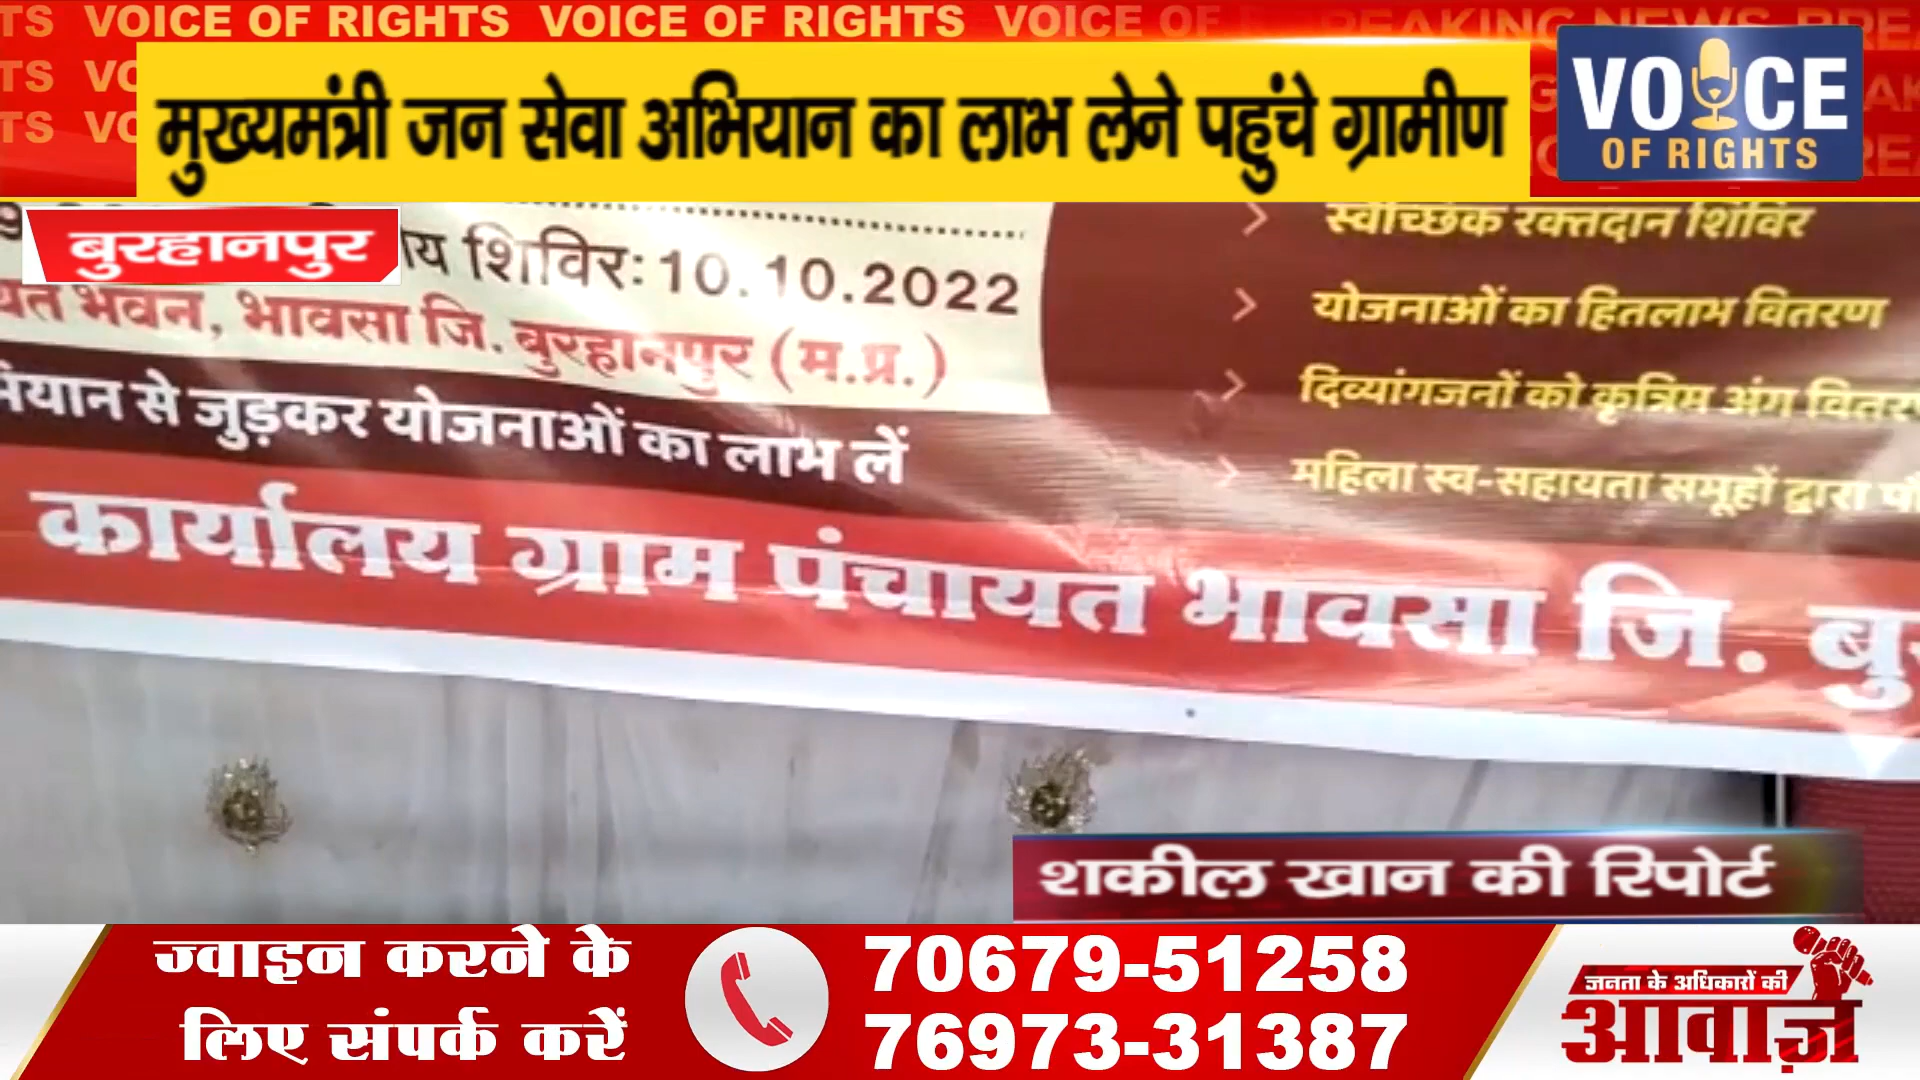 VOICE OF RIGHTS VOICE OF RIGHTS VOICE OF
मुख्यमंत्री जन सेवा अभियान का लाभ लेने पहुंचे ग्रामीण
VOICE
OF RIGHTS
बुरहानपुर
शिविर: 10.10.2022
भवन, भावसा जि. बुरहानपुर (म.प्र.)
से जुड़कर योजनाओं का लाभ लें
स्वैच्छिक रक्तदान शिविर
योजनाओं का हितलाभ वितरण
दिव्यांगजनों को कृत्रिम अंग
महिला स्व-सहायता समूहों द्वारा
कार्यालय ग्राम पंचायत भावसा जि.
शकील खान की रिपोर्ट
ज्वाइन करने के
लिए संपर्क करें
70679-51258
76973-31387
जनता के अधिकारों की
आवाज़